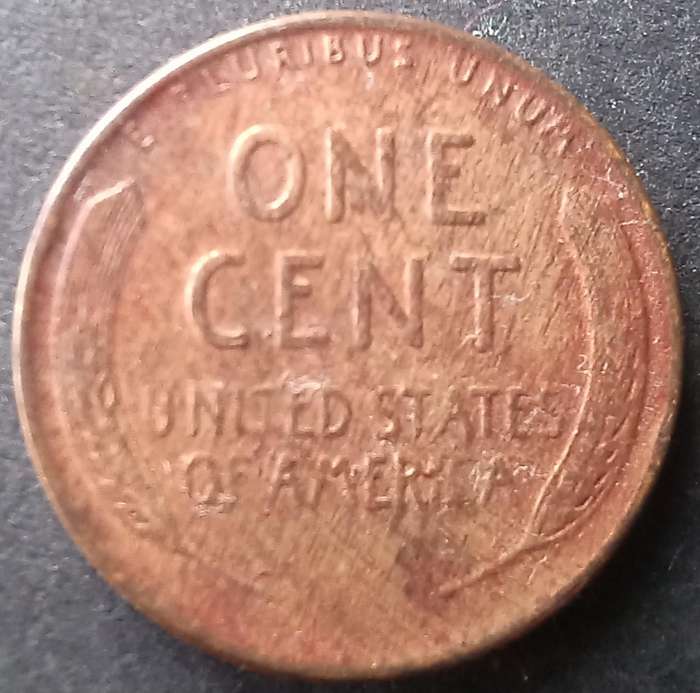 E PLURIBUS UNUM
ONE
CENT
UNITED STATES
OF AMERICA